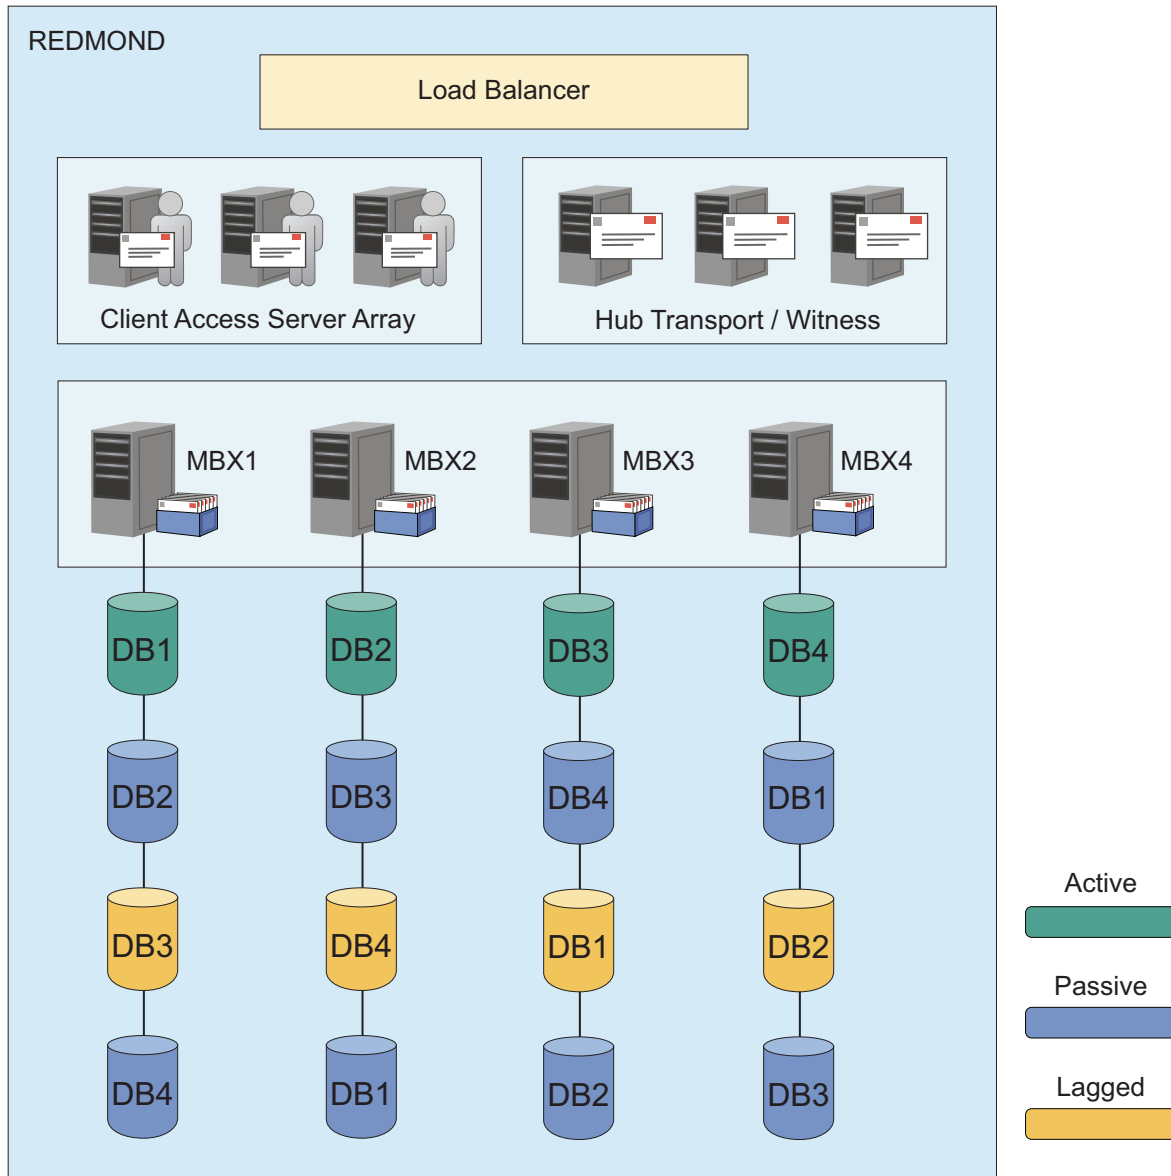 REDMOND
Load Balancer
Client Access Server Array
Hub Transport / Witness
MBX1
MBX2
MBX3
MBX4
DB1
DB2
DB3
DB4
DB2
DB3
DB4
DB1
DB3
DB4
DB1
DB2
DB4
DB1
DB2
DB3
Active
Passive
Lagged